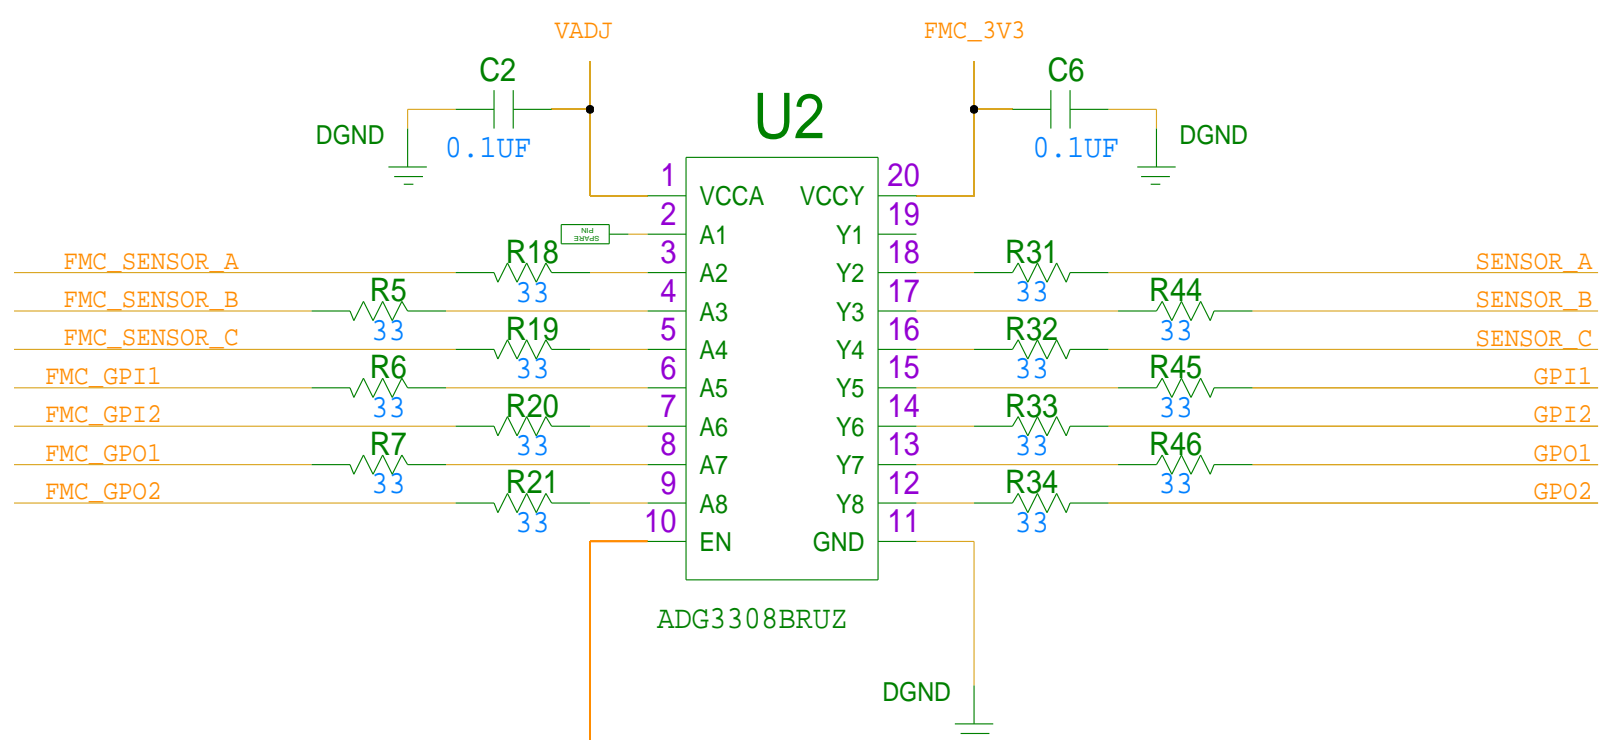 VADJ
FMC_3V3
C2
C6
U2
DGND
0.1UF
0.1UF
DGND
1
VCCA
VCCY
20
2
SPARE PIN
A1
Y1
19
FMC_SENSOR_A
R18
33
3
A2
Y2
18
R31
33
SENSOR_A
FMC_SENSOR_B
R5
33
4
A3
Y3
17
R44
33
SENSOR_B
FMC_SENSOR_C
R19
33
5
A4
Y4
16
R32
33
SENSOR_C
FMC_GPI1
R6
33
6
A5
Y5
15
R45
33
GPI1
FMC_GPI2
R20
33
7
A6
Y6
14
R33
33
GPI2
FMC_GPO1
R7
33
8
A7
Y7
13
R46
33
GPO1
FMC_GPO2
R21
33
9
A8
Y8
12
R34
33
GPO2
10
EN
GND
11
ADG3308BRUZ
DGND